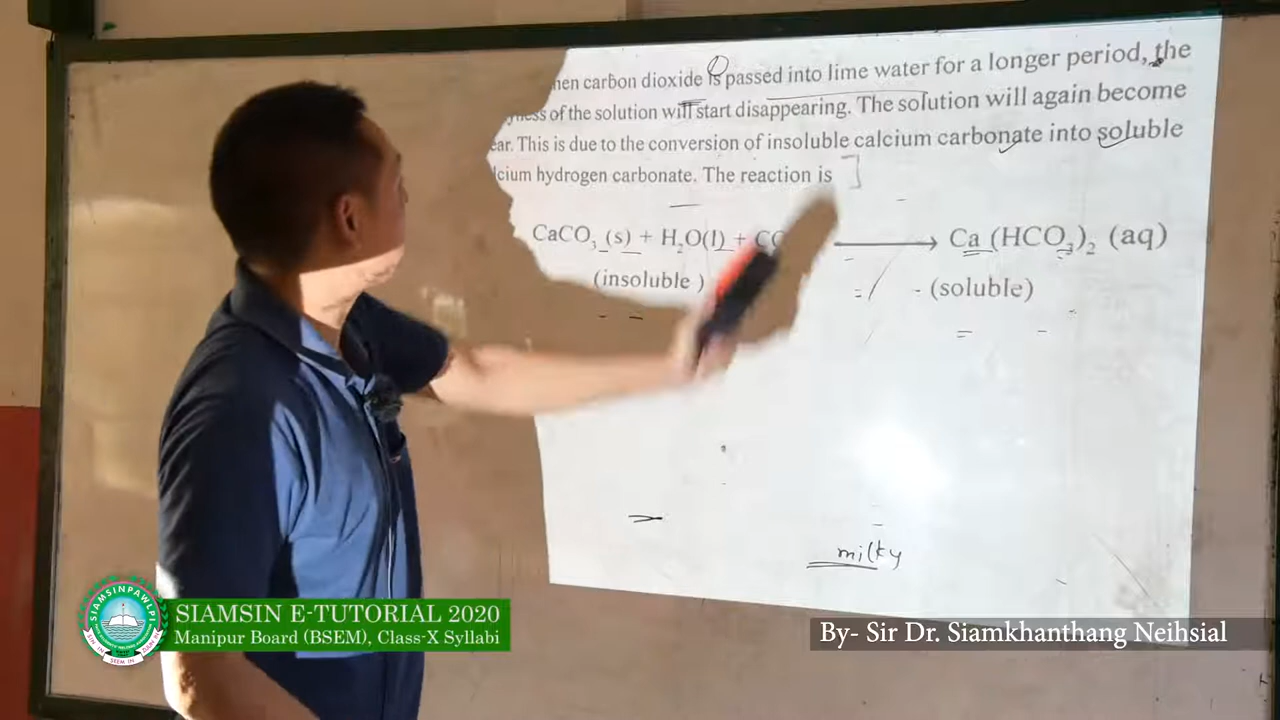 hen carbon dioxide is passed into lime water for a longer period, the
ness of the solution will start disappearing. The solution will again become
ear. This is due to the conversion of insoluble calcium carbonate into soluble
lcium hydrogen carbonate. The reaction is
CaCO₃ (s) + H₂O(l) + CO ⟶ Ca (HCO₃)₂ (aq)
(insoluble ) (soluble)
milky
SIAMSINPAWLPI
SIAMSIN E-TUTORIAL 2020
Manipur Board (BSEM), Class-X Syllabi
By- Sir Dr. Siamkhanthang Neihsial